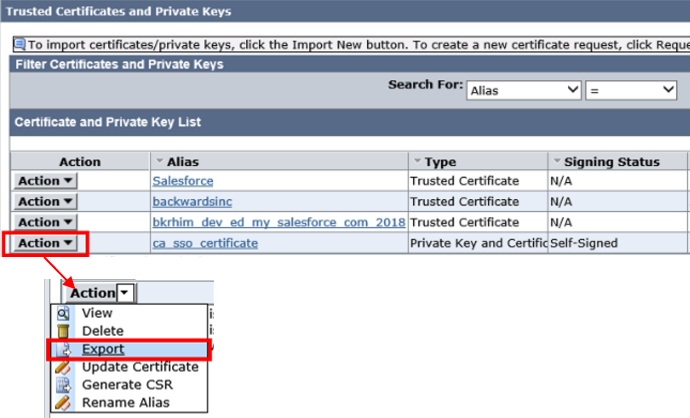 Trusted Certificates and Private Keys
To import certificates/private keys, click the Import New button. To create a new certificate request, click Reque
Filter Certificates and Private Keys
Search For: Alias =
Certificate and Private Key List
Action Alias Type Signing Status
Action Salesforce Trusted Certificate N/A
Action backwardsinc Trusted Certificate N/A
Action bkrhim_dev_ed_my_salesforce_com_2018 Trusted Certificate N/A
Action ca_sso_certificate Private Key and Certific Self-Signed
Action
View
Delete
Export
Update Certificate
Generate CSR
Rename Alias